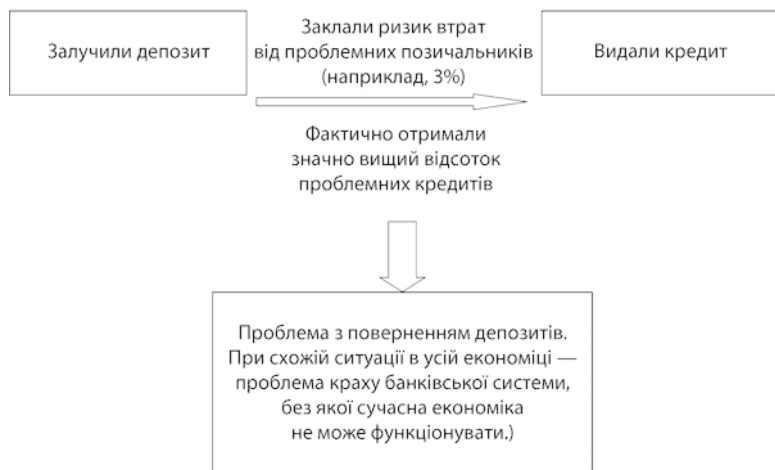 Залучили депозит
Заклали ризик втрат
від проблемних позичальників
(наприклад, 3%)
Видали кредит
Фактично отримали
значно вищий відсоток
проблемних кредитів
Проблема з поверненням депозитів.
При схожій ситуації в усій економіці —
проблема краху банківської системи,
без якої сучасна економіка
не може функціонувати.)